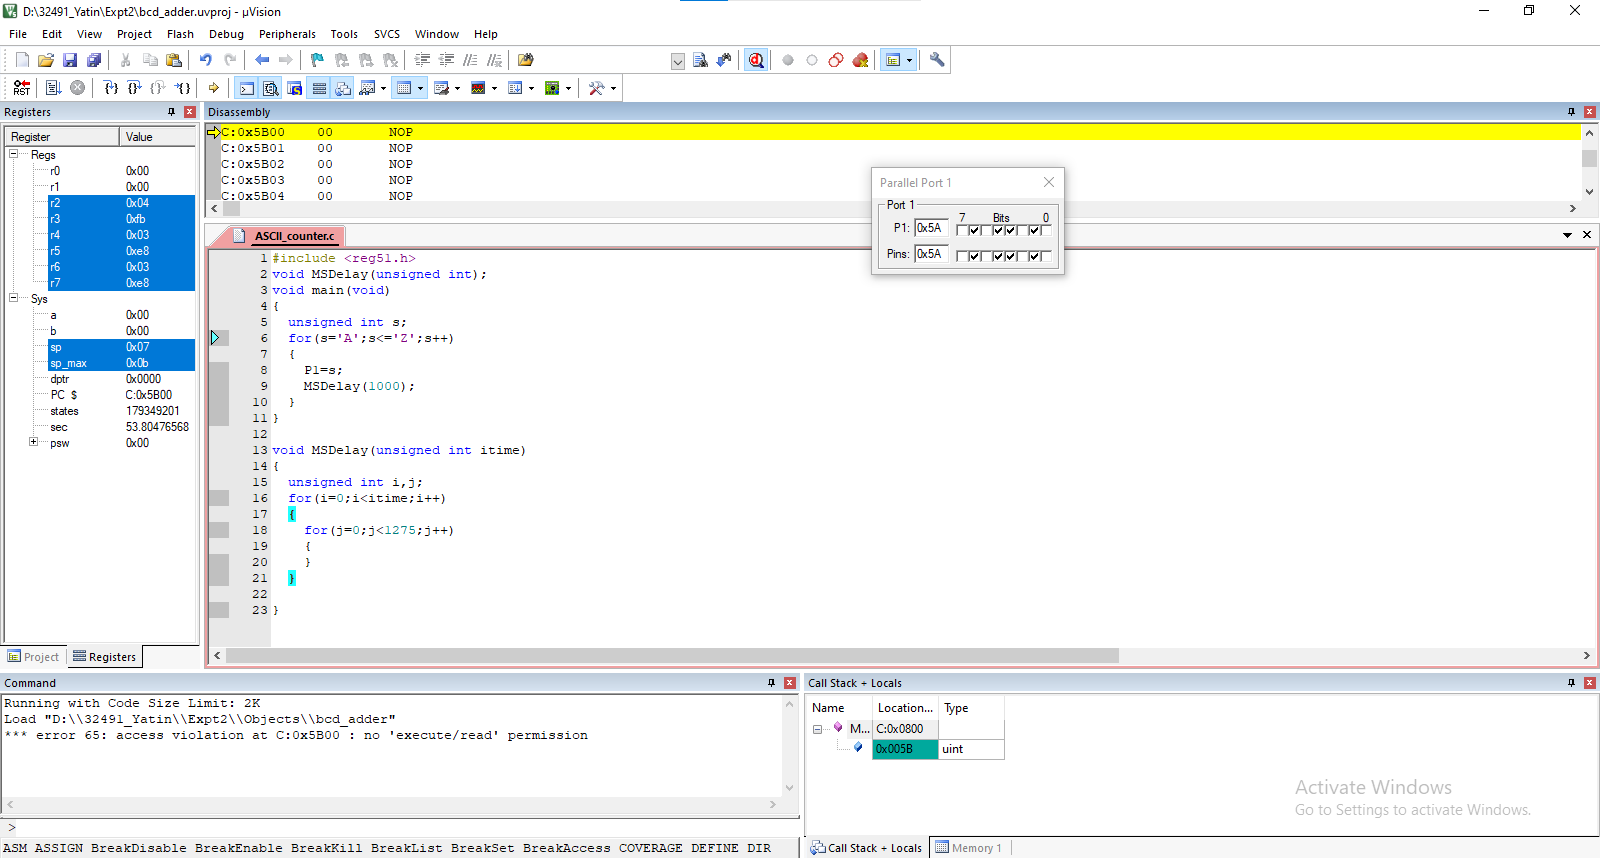 D:\32491_Yatin\Expt2\bcd_adder.uvproj - µVision
File Edit View Project Flash Debug Peripherals Tools SVCS Window Help
RST
Registers
Register Value
Regs
r0 0x00
r1 0x00
r2 0x04
r3 0xfb
r4 0x03
r5 0xe8
r6 0x03
r7 0xe8
Sys
a 0x00
b 0x00
sp 0x07
sp_max 0x0b
dptr 0x0000
PC $ C:0x5B00
states 179349201
sec 53.80476568
psw 0x00
Project Registers
Disassembly
C:0x5B00 00 NOP
C:0x5B01 00 NOP
C:0x5B02 00 NOP
C:0x5B03 00 NOP
C:0x5B04 00 NOP
Parallel Port 1
Port 1
7 Bits 0
P1: 0x5A
Pins: 0x5A
ASCII_counter.c
1 #include <reg51.h>
2 void MSDelay(unsigned int);
3 void main(void)
4 {
5 unsigned int s;
6 for(s='A';s<='Z';s++)
7 {
8 P1=s;
9 MSDelay(1000);
10 }
11 }
12
13 void MSDelay(unsigned int itime)
14 {
15 unsigned int i,j;
16 for(i=0;i<itime;i++)
17 {
18 for(j=0;j<1275;j++)
19 {
20 }
21 }
22
23 }
Command
Running with Code Size Limit: 2K
Load "D:\\32491_Yatin\\Expt2\\Objects\\bcd_adder"
*** error 65: access violation at C:0x5B00 : no 'execute/read' permission
>
ASM ASSIGN BreakDisable BreakEnable BreakKill BreakList BreakSet BreakAccess COVERAGE DEFINE DIR
Call Stack + Locals
Name Location... Type
M... C:0x0800
0x005B uint
Activate Windows
Go to Settings to activate Windows.
Call Stack + Locals Memory 1